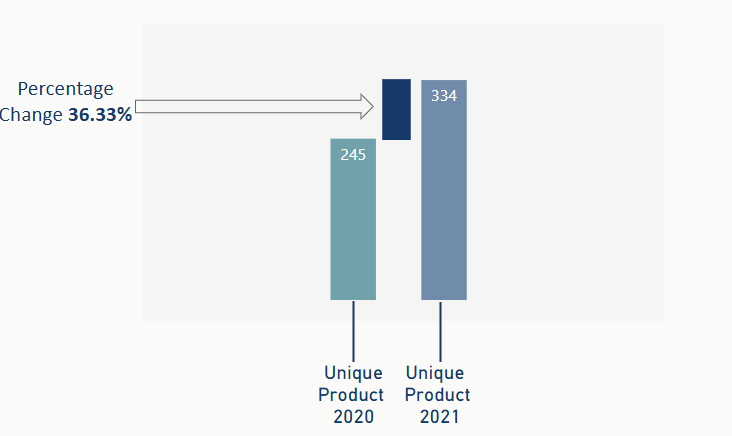 Percentage
Change 36.33%
334
245
Unique
Product
2020
Unique
Product
2021